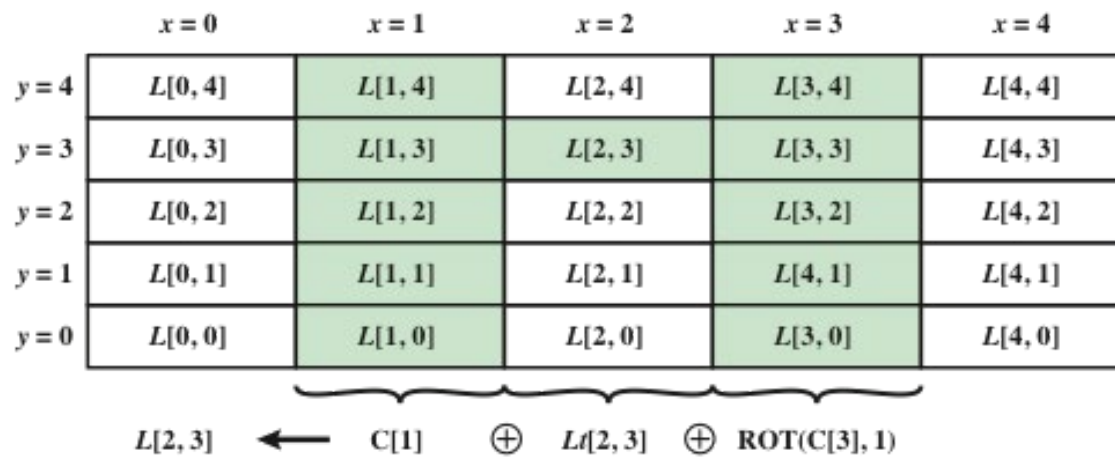 x = 0 x = 1 x = 2 x = 3 x = 4
y = 4 L[0, 4] L[1, 4] L[2, 4] L[3, 4] L[4, 4]
y = 3 L[0, 3] L[1, 3] L[2, 3] L[3, 3] L[4, 3]
y = 2 L[0, 2] L[1, 2] L[2, 2] L[3, 2] L[4, 2]
y = 1 L[0, 1] L[1, 1] L[2, 1] L[4, 1] L[4, 1]
y = 0 L[0, 0] L[1, 0] L[2, 0] L[3, 0] L[4, 0]
L[2, 3] ← C[1] ⊕ Lt[2, 3] ⊕ ROT(C[3], 1)